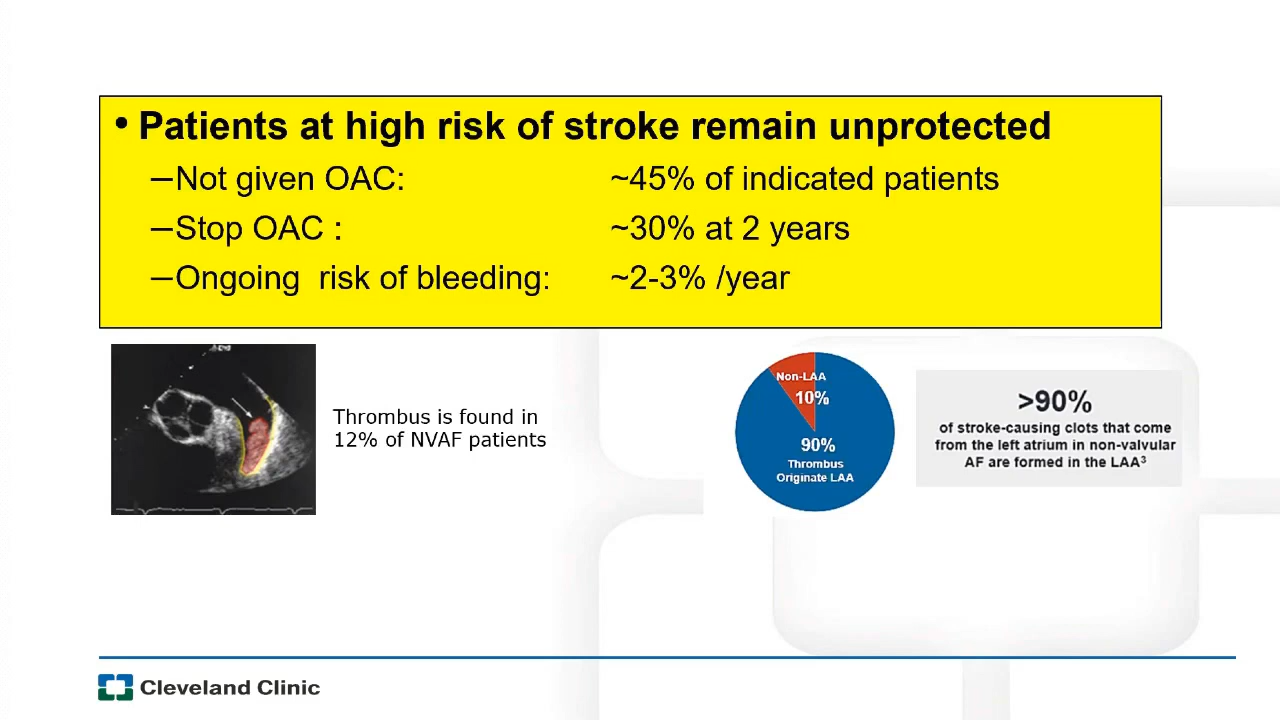 • Patients at high risk of stroke remain unprotected
–Not given OAC: ~45% of indicated patients
–Stop OAC : ~30% at 2 years
–Ongoing risk of bleeding: ~2-3% /year
Thrombus is found in
12% of NVAF patients
Non-LAA
10%
90%
Thrombus
Originate LAA
>90%
of stroke-causing clots that come
from the left atrium in non-valvular
AF are formed in the LAA³
Cleveland Clinic